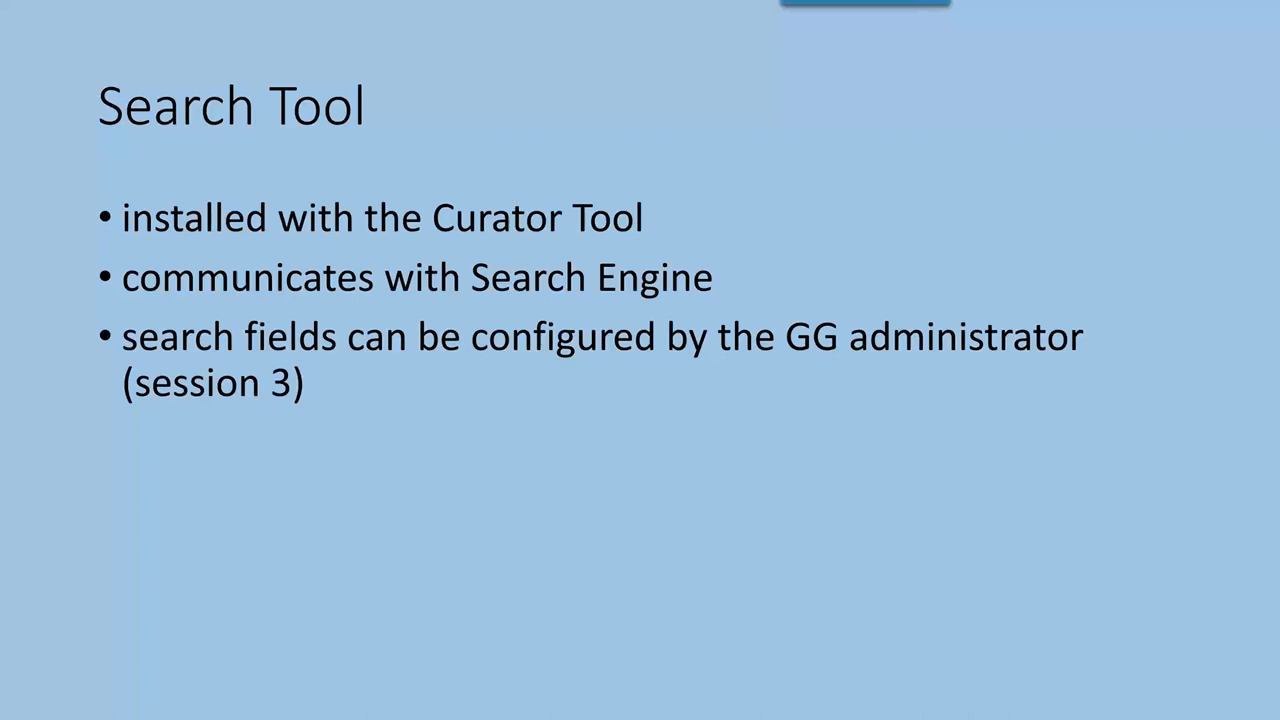 Search Tool
• installed with the Curator Tool
• communicates with Search Engine
• search fields can be configured by the GG administrator
(session 3)